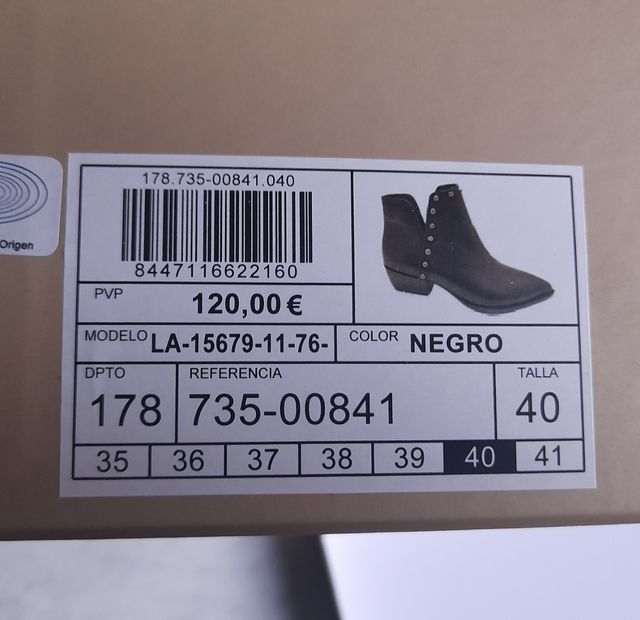 Origen
178.735-00841.040
8447116622160
PVP 120,00 €
MODELO LA-15679-11-76-
COLOR NEGRO
DPTO REFERENCIA TALLA
178 735-00841 40
35 36 37 38 39 40 41